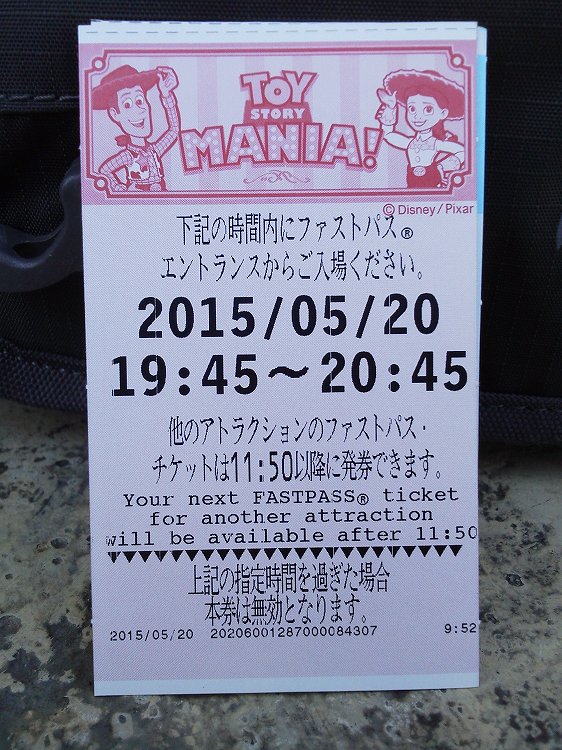 TOY
STORY
MANIA!
© Disney / Pixar
下記の時間内にファストパス®
エントランスからご入場ください。
2015/05/20
19:45～20:45
他のアトラクションのファストパス・
チケットは11:50以降に発券できます。
Your next FASTPASS® ticket
for another attraction
will be available after 11:50
上記の指定時間を過ぎた場合
本券は無効となります。
2015/05/20 20206001287000084307 9:52